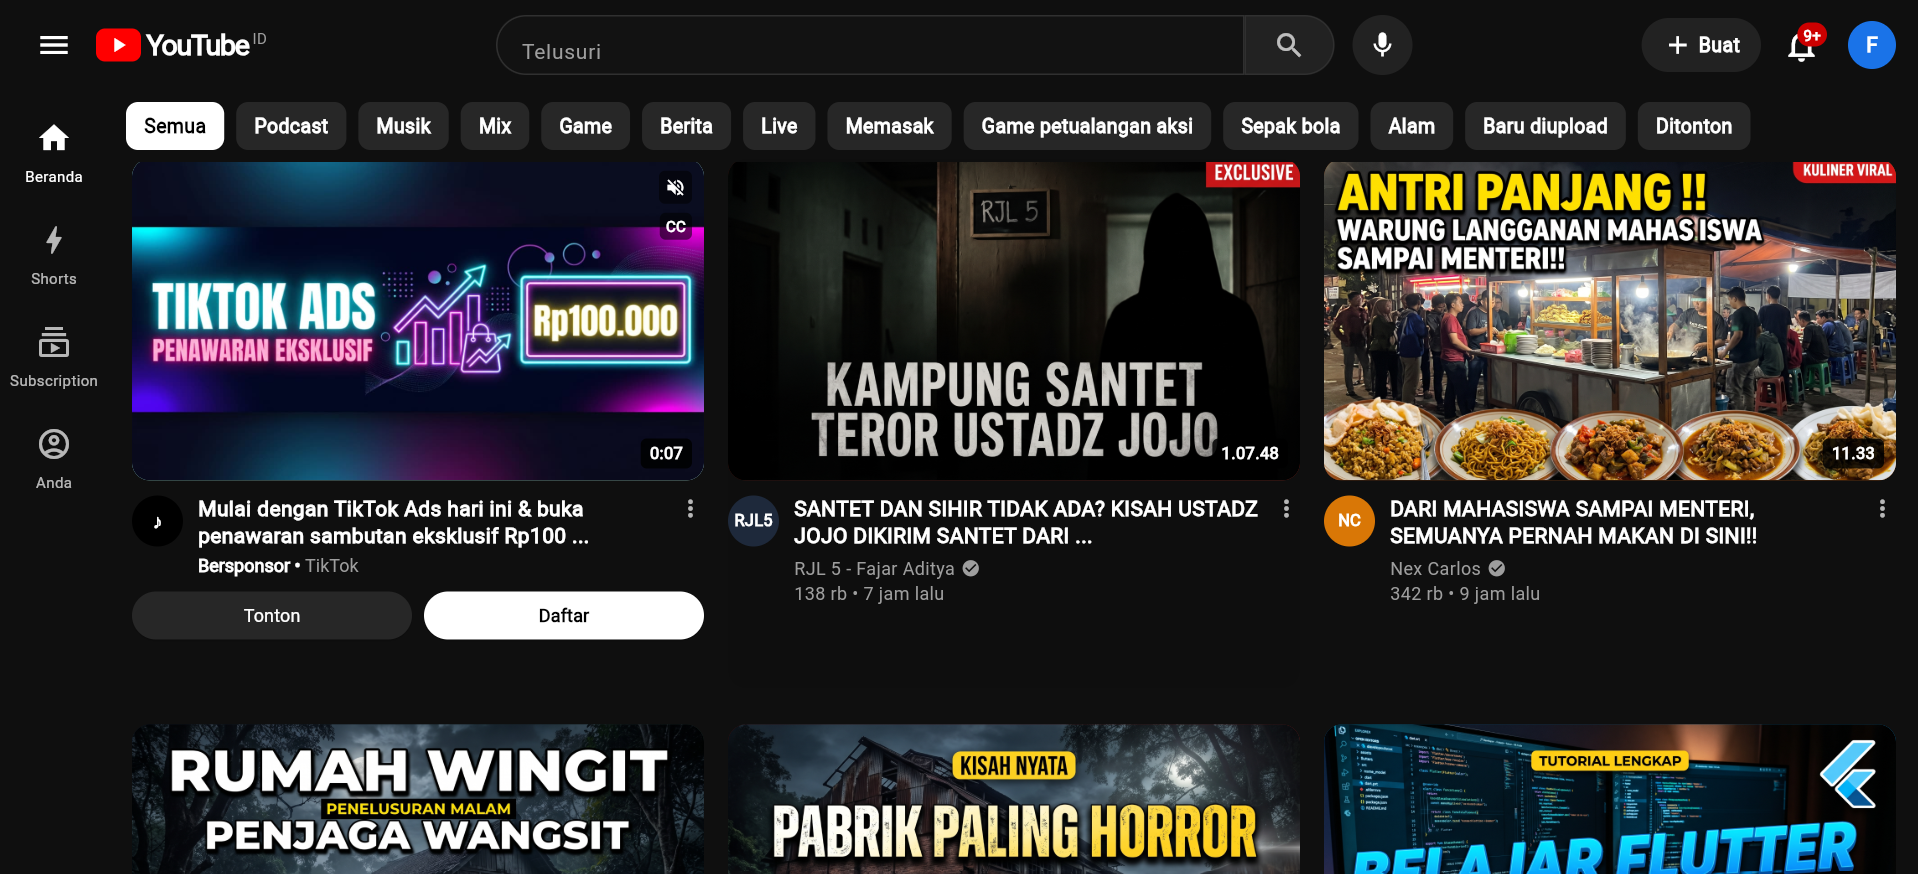 YouTube ID
Telusuri
Buat
9+
F
Semua
Podcast
Musik
Mix
Game
Berita
Live
Memasak
Game petualangan aksi
Sepak bola
Alam
Baru diupload
Ditonton
Beranda
Shorts
Subscription
Anda
CC
TIKTOK ADS
PENAWARAN EKSKLUSIF
Rp100.000
0:07
Mulai dengan TikTok Ads hari ini & buka
penawaran sambutan eksklusif Rp100 ...
Bersponsor • TikTok
Tonton
Daftar
EXCLUSIVE
RJL 5
KAMPUNG SANTET
TEROR USTADZ JOJO
1.07.48
RJL5
SANTET DAN SIHIR TIDAK ADA? KISAH USTADZ
JOJO DIKIRIM SANTET DARI ...
RJL 5 - Fajar Aditya
138 rb • 7 jam lalu
KULINER VIRAL
ANTRI PANJANG !!
WARUNG LANGGANAN MAHASISWA
SAMPAI MENTERI!!
11.33
NC
DARI MAHASISWA SAMPAI MENTERI,
SEMUANYA PERNAH MAKAN DI SINI!!
Nex Carlos
342 rb • 9 jam lalu
RUMAH WINGIT
PENELUSURAN MALAM
PENJAGA WANGSIT
KISAH NYATA
PABRIK PALING HORROR
TUTORIAL LENGKAP
BELAJAR FLUTTER